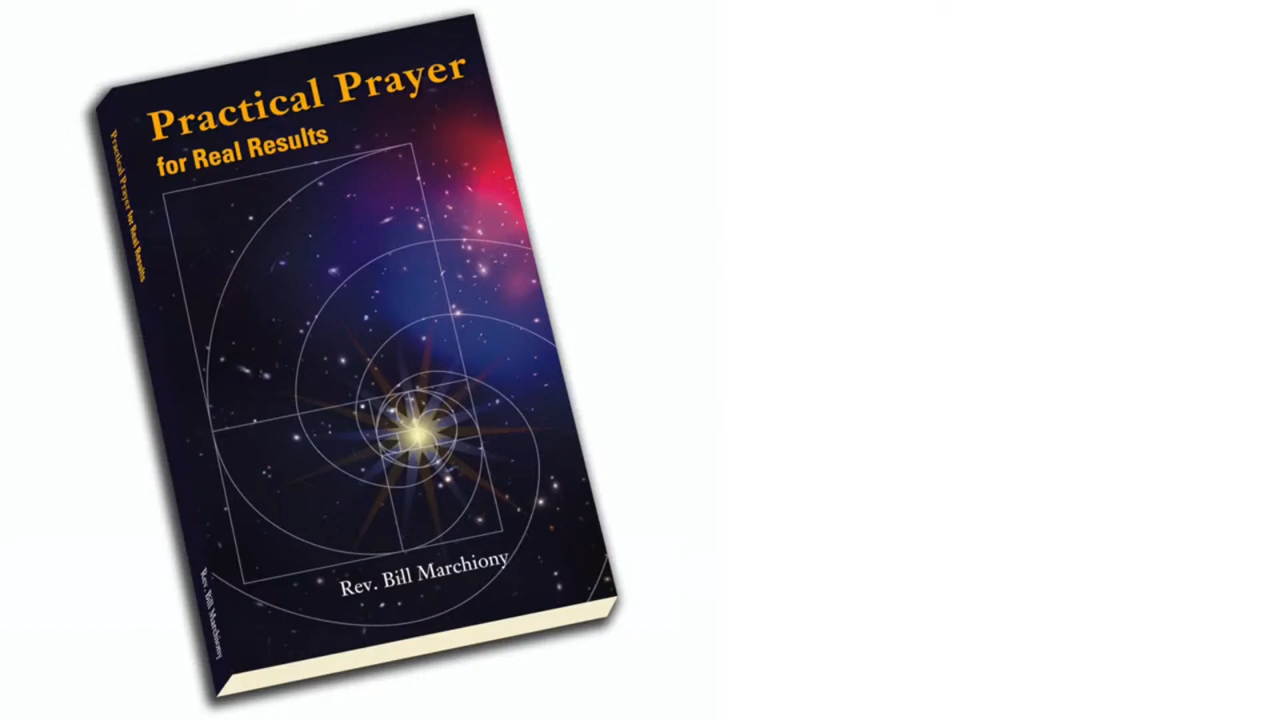 Practical Prayer
for Real Results
Practical Prayer for Real Results
Rev. Bill Marchiony
Rev. Bill Marchiony